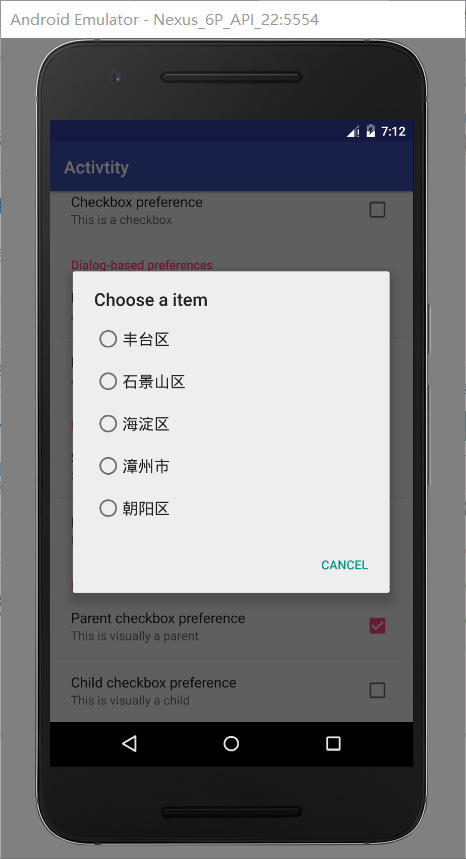 Android Emulator - Nexus_6P_API_22:5554
7:12
Activtity
Checkbox preference
This is a checkbox
Dialog-based preferences
Choose a item
丰台区
石景山区
海淀区
漳州市
朝阳区
CANCEL
Parent checkbox preference
This is visually a parent
Child checkbox preference
This is visually a child